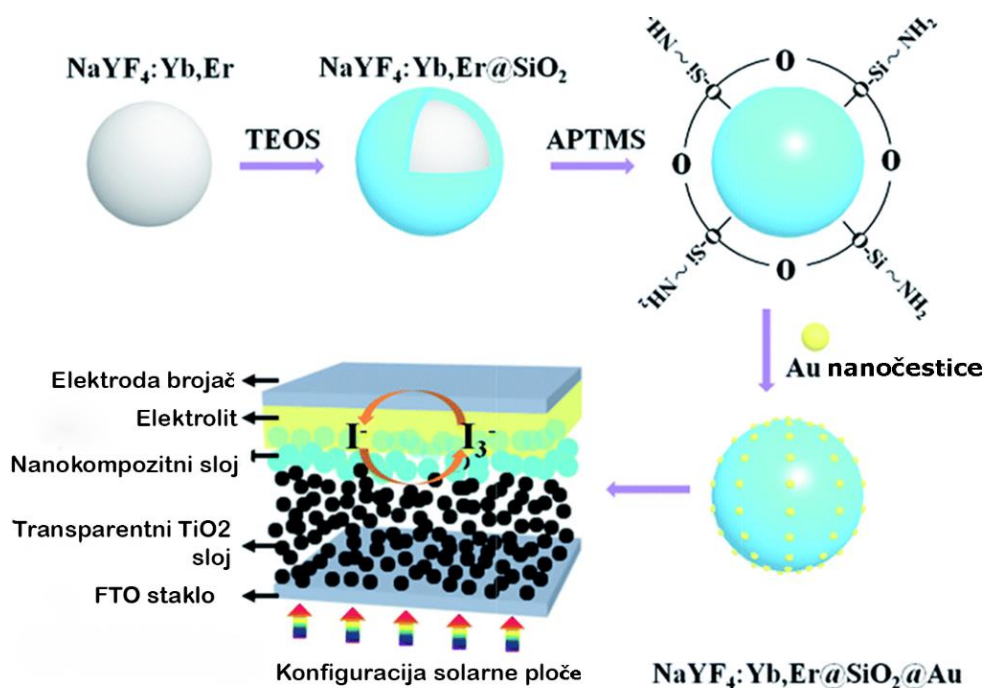 NaYF₄:Yb,Er
NaYF₄:Yb,Er@SiO₂
TEOS
APTMS
O
O
O
O
O
O
O
O
Si~NH₂
Si~NH₂
Si~NH₂
Si~NH₂
Au nanočestice
Elektroda brojač
Elektrolit
Nanokompozitni sloj
Transparentni TiO2
sloj
FTO staklo
I⁻
I₃⁻
Konfiguracija solarne ploče
NaYF₄:Yb,Er@SiO₂@Au